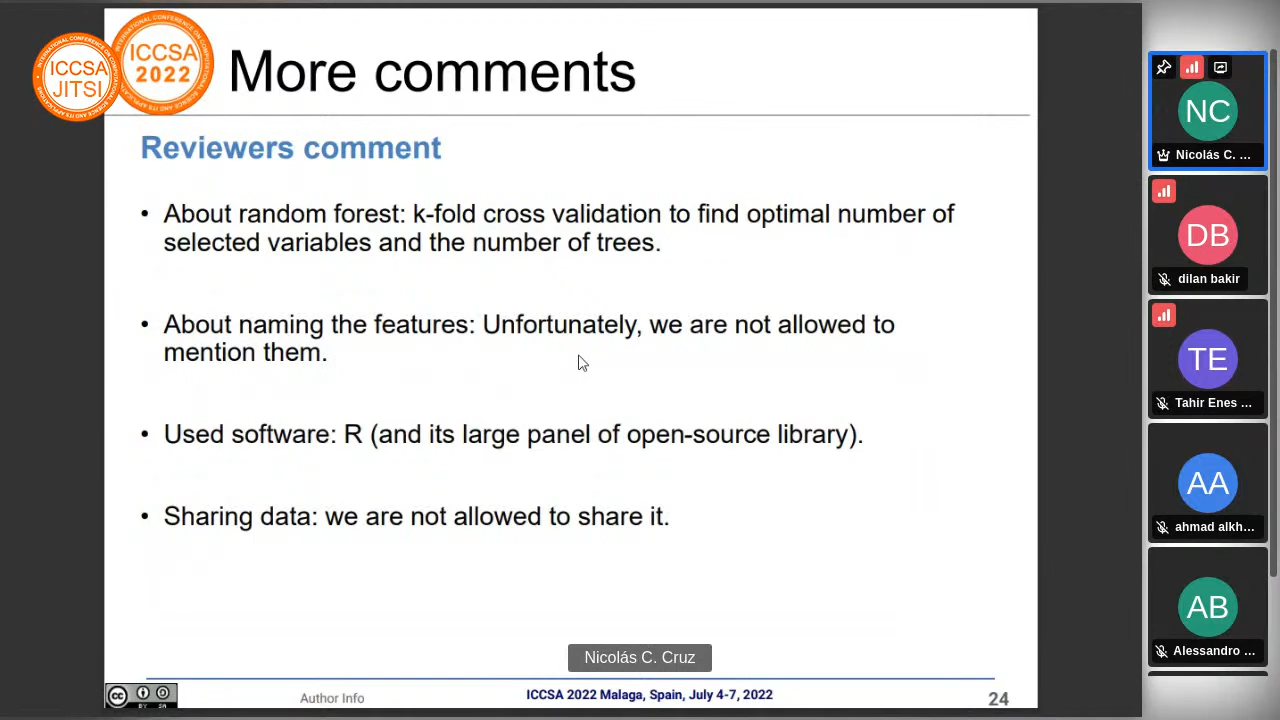 ICCSA
JITSI
ICCSA
2022
More comments
Reviewers comment
• About random forest: k-fold cross validation to find optimal number of
selected variables and the number of trees.
• About naming the features: Unfortunately, we are not allowed to
mention them.
• Used software: R (and its large panel of open-source library).
• Sharing data: we are not allowed to share it.
Nicolás C. Cruz
cc
BY SA
Author Info
ICCSA 2022 Malaga, Spain, July 4-7, 2022
24
NC
Nicolás C. ...
DB
dilan bakir
TE
Tahir Enes ...
AA
ahmad alkh...
AB
Alessandro ...